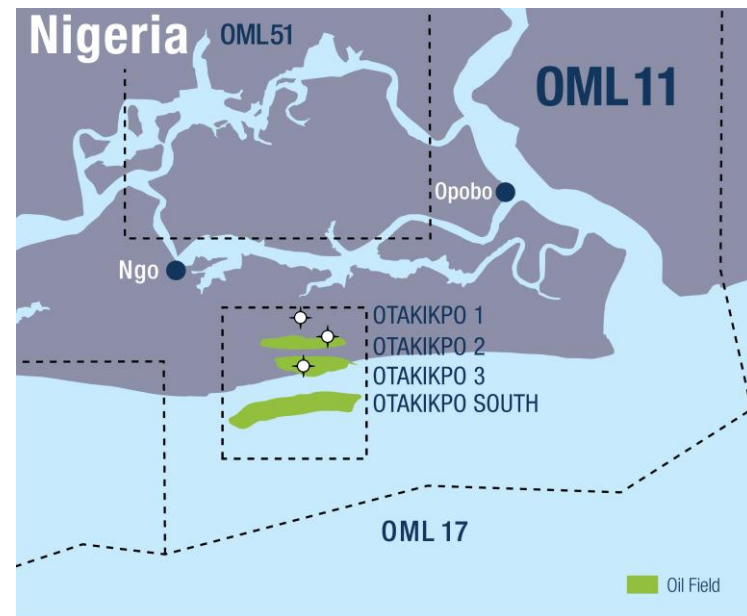 Nigeria
OML51
OML 11
Opobo
Ngo
OTAKIKPO 1
OTAKIKPO 2
OTAKIKPO 3
OTAKIKPO SOUTH
OML 17
Oil Field